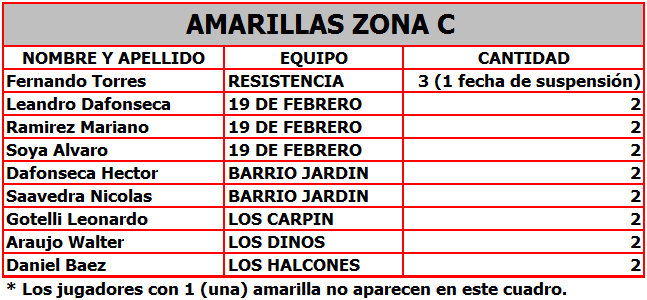 AMARILLAS ZONA C
NOMBRE Y APELLIDO EQUIPO CANTIDAD
Fernando Torres RESISTENCIA 3 (1 fecha de suspensión)
Leandro Dafonseca 19 DE FEBRERO 2
Ramirez Mariano 19 DE FEBRERO 2
Soya Alvaro 19 DE FEBRERO 2
Dafonseca Hector BARRIO JARDIN 2
Saavedra Nicolas BARRIO JARDIN 2
Gotelli Leonardo LOS CARPIN 2
Araujo Walter LOS DINOS 2
Daniel Baez LOS HALCONES 2
* Los jugadores con 1 (una) amarilla no aparecen en este cuadro.